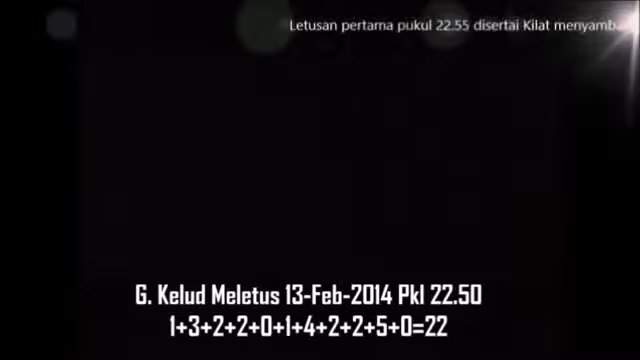 Letusan pertama pukul 22.55 disertai Kilat menyamb
G. Kelud Meletus 13-Feb-2014 Pkl 22.50
1+3+2+2+0+1+4+2+2+5+0=22